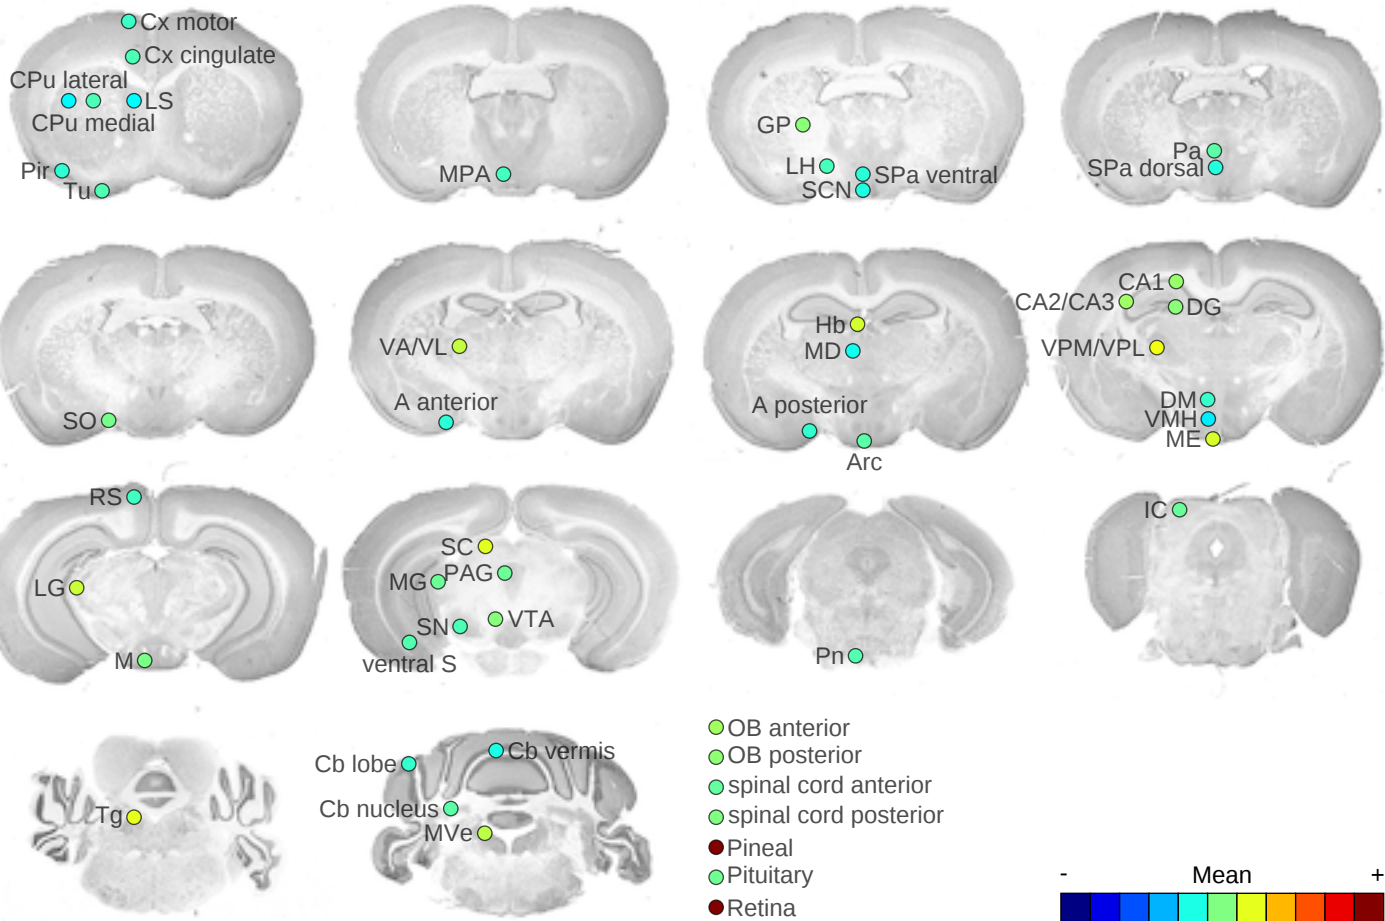 Cx motor
Cx cingulate
CPu lateral
LS
CPu medial
Pir
Tu
MPA
GP
LH
SPa ventral
SCN
Pa
SPa dorsal
SO
VA/VL
A anterior
Hb
MD
A posterior
Arc
CA1
CA2/CA3
DG
VPM/VPL
DM
VMH
ME
RS
LG
M
SC
MG
PAG
SN
VTA
ventral S
Pn
IC
Tg
Cb lobe
Cb vermis
Cb nucleus
MVe
OB anterior
OB posterior
spinal cord anterior
spinal cord posterior
Pineal
Pituitary
Retina
- Mean +